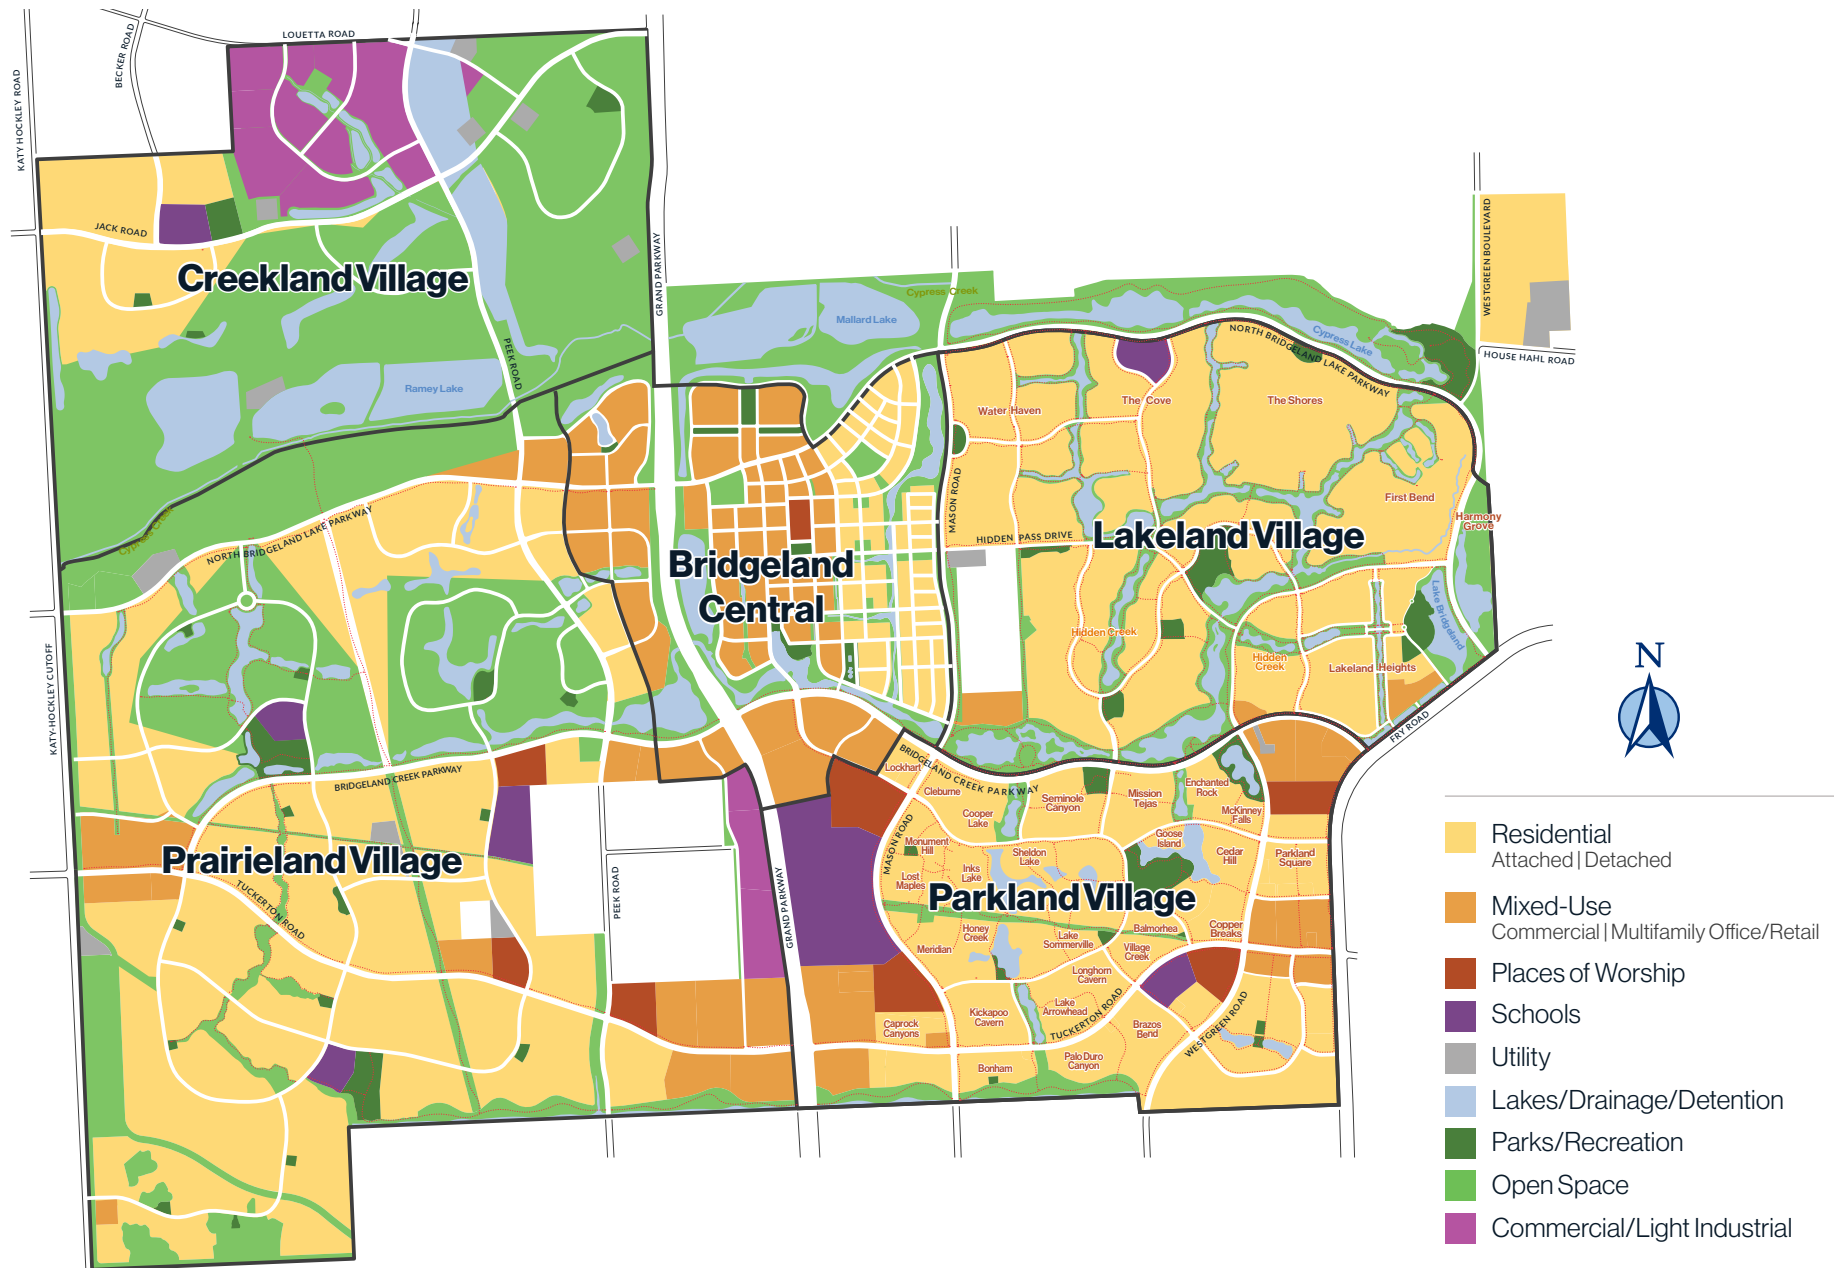 LOUETTA ROAD
BECKER ROAD
KATY HOCKLEY ROAD
JACK ROAD
Creekland Village
GRAND PARKWAY
WESTGREEN BOULEVARD
Cypress Creek
Mallard Lake
NORTH BRIDGELAND LAKE PARKWAY
Cypress Lake
HOUSE HAHL ROAD
PEEK ROAD
Ramey Lake
Water Haven
The Cove
The Shores
MASON ROAD
First Bend
Harmony
Grove
Cypress Creek
NORTH BRIDGELAND LAKE PARKWAY
HIDDEN PASS DRIVE
Lakeland Village
Bridgeland
Central
Lake Bridgeland
Hidden Creek
Hidden
Creek
Lakeland Heights
KATY-HOCKLEY CUTOFF
FRY ROAD
N
BRIDGELAND CREEK PARKWAY
BRIDGELAND CREEK PARKWAY
Lockhart
Cleburne
Cooper
Lake
Seminole
Canyon
Mission
Tejas
Enchanted
Rock
McKinney
Falls
Goose
Island
Cedar
Hill
Parkland
Square
MASON ROAD
Monument
Hill
Inks
Lake
Sheldon
Lake
Lost
Maples
Prairieland Village
TUCKERTON ROAD
PEEK ROAD
GRAND PARKWAY
Parkland Village
Honey
Creek
Meridian
Lake
Sommerville
Balmorhea
Village
Creek
Copper
Breaks
Longhorn
Cavern
Kickapoo
Cavern
Lake
Arrowhead
TUCKERTON ROAD
Caprock
Canyons
Brazos
Bend
WESTGREEN ROAD
Bonham
Palo Duro
Canyon
Residential
Attached | Detached
Mixed-Use
Commercial | Multifamily Office/Retail
Places of Worship
Schools
Utility
Lakes/Drainage/Detention
Parks/Recreation
Open Space
Commercial/Light Industrial